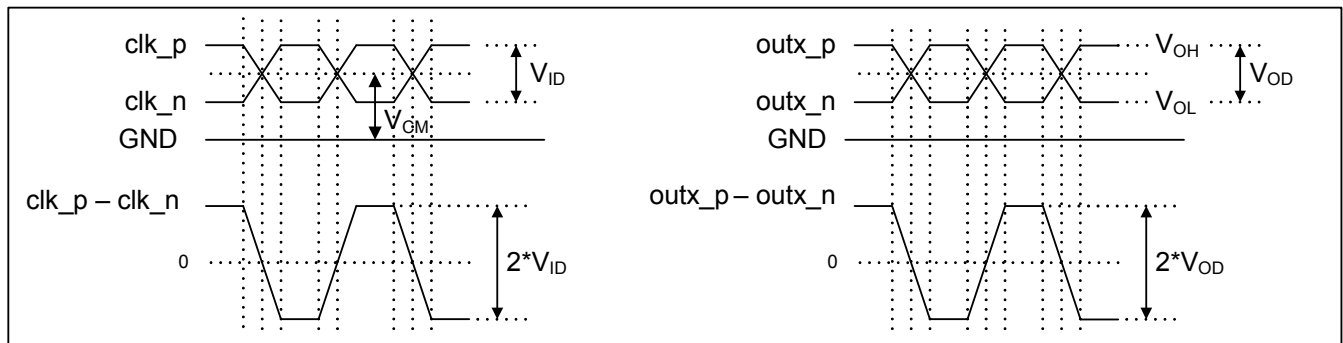 clk_p
V_ID
clk_n
V_CM
GND
clk_p – clk_n
0
2*V_ID
outx_p
V_OH
V_OD
outx_n
V_OL
GND
outx_p – outx_n
0
2*V_OD